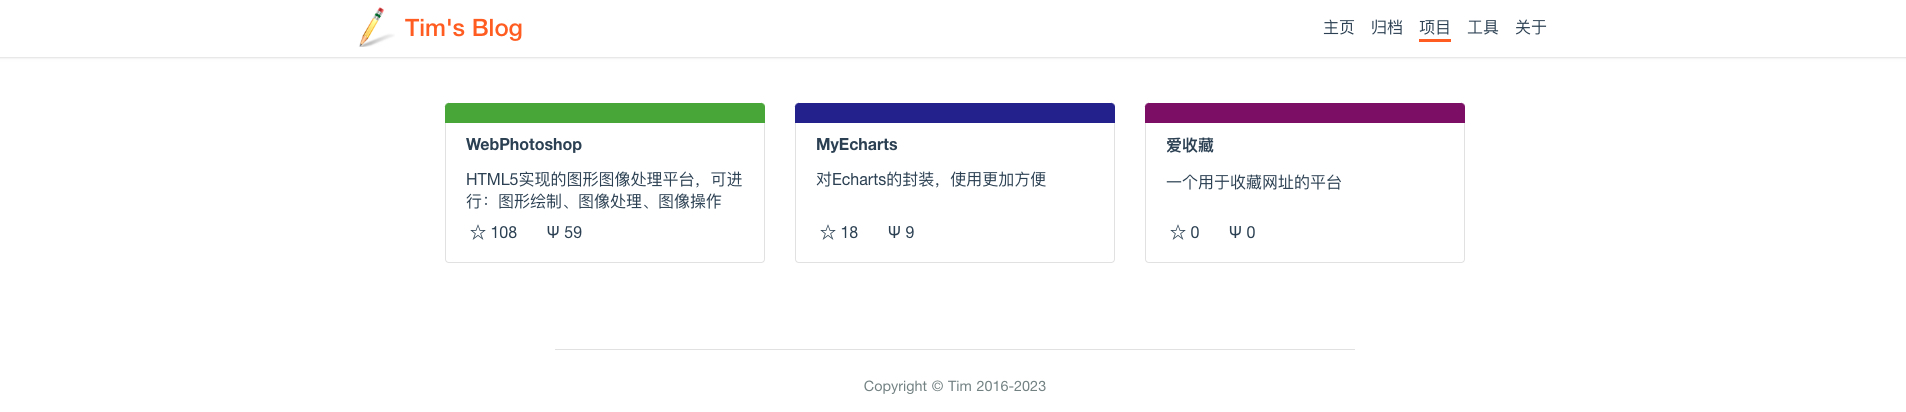 Tim's Blog
主页 归档 项目 工具 关于
WebPhotoshop
HTML5实现的图形图像处理平台，可进
行：图形绘制、图像处理、图像操作
☆ 108 Ψ 59
MyEcharts
对Echarts的封装，使用更加方便
☆ 18 Ψ 9
爱收藏
一个用于收藏网址的平台
☆ 0 Ψ 0
Copyright © Tim 2016-2023